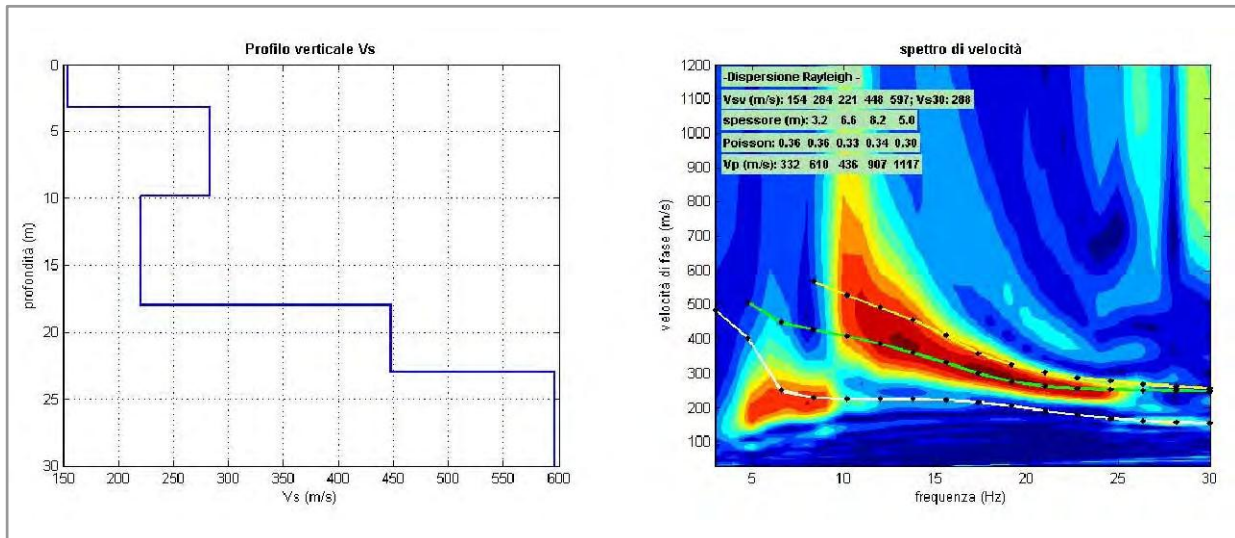 Profilo verticale Vs
0
5
10
15
20
25
30
profondità (m)
150 200 250 300 350 400 450 500 550 600
Vs (m/s)
spettro di velocità
-Dispersione Rayleigh -
Vsv (m/s): 154 284 221 448 597; Vs30: 288
spessore (m): 3.2 6.6 8.2 5.0
Poisson: 0.36 0.36 0.33 0.34 0.30
Vp (m/s): 332 610 436 907 1117
1200
1100
1000
900
800
700
600
500
400
300
200
100
velocità di fase (m/s)
5 10 15 20 25 30
frequenza (Hz)